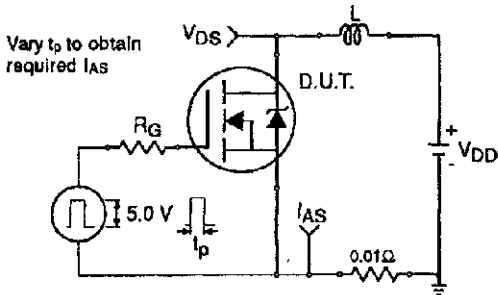 Vary tp to obtain
required IAS
VDS
L
D.U.T.
RG
VDD
+
-
5.0 V
tp
IAS
0.01Ω